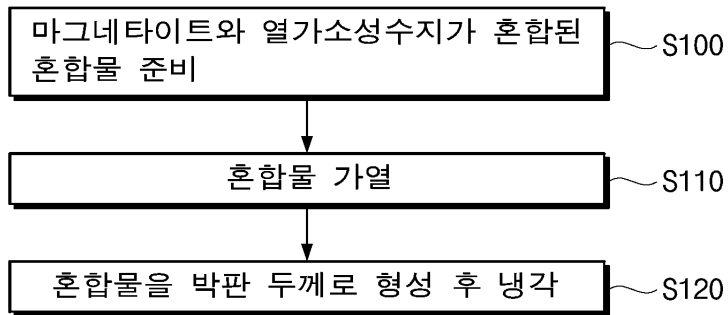 마그네타이트와 열가소성수지가 혼합된
혼합물 준비
S100
혼합물 가열
S110
혼합물을 박판 두께로 형성 후 냉각
S120